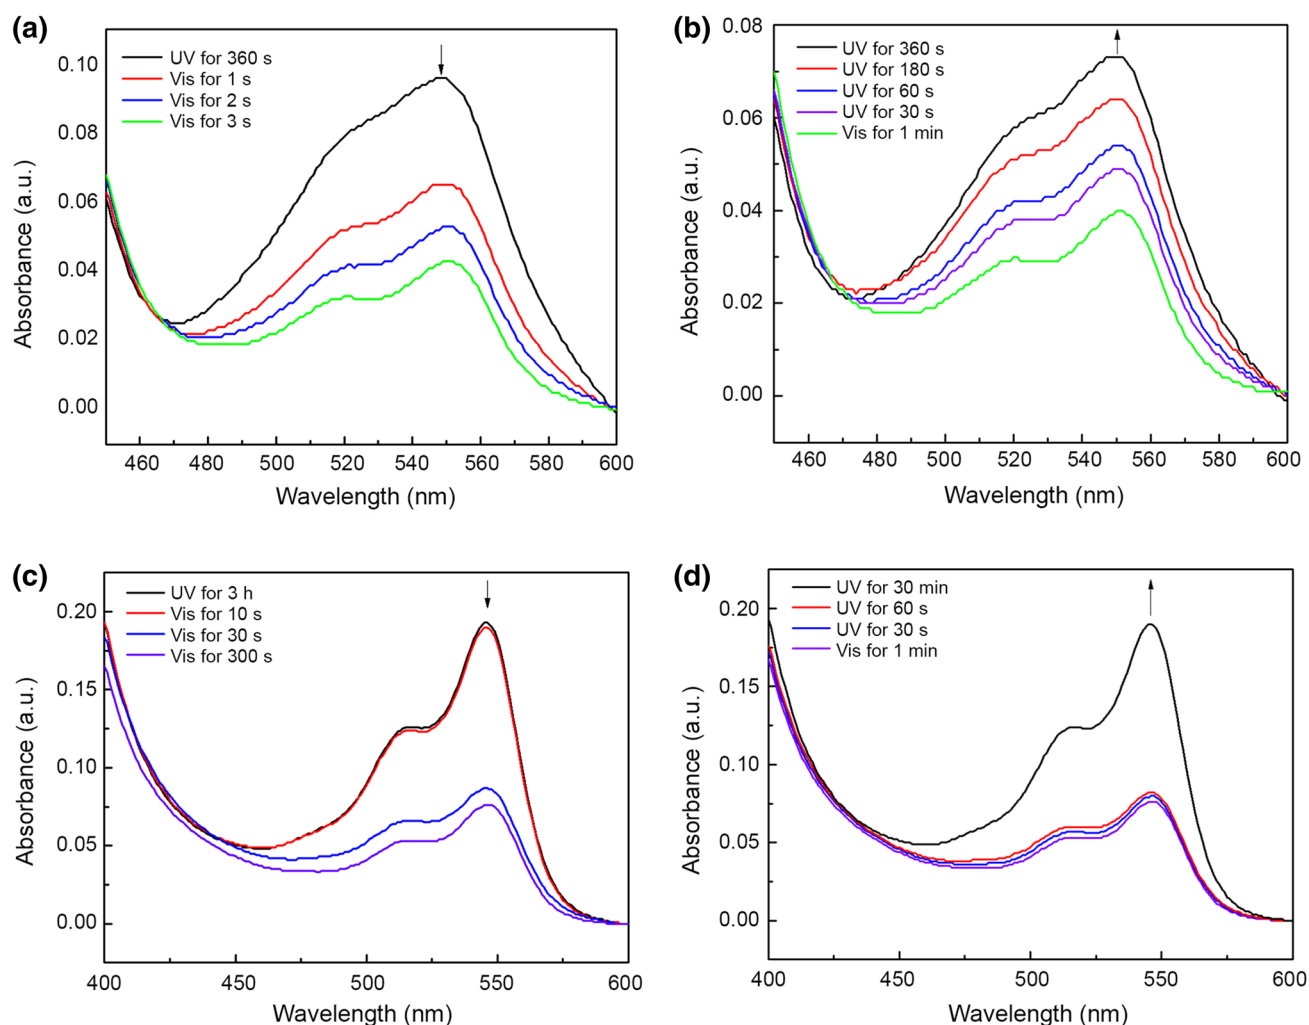 (a)
UV for 360 s
Vis for 1 s
Vis for 2 s
Vis for 3 s
0.10
0.08
0.06
0.04
0.02
0.00
Absorbance (a.u.)
460 480 500 520 540 560 580 600
Wavelength (nm)
(b)
UV for 360 s
UV for 180 s
UV for 60 s
UV for 30 s
Vis for 1 min
0.08
0.06
0.04
0.02
0.00
Absorbance (a.u.)
460 480 500 520 540 560 580 600
Wavelength (nm)
(c)
UV for 3 h
Vis for 10 s
Vis for 30 s
Vis for 300 s
0.20
0.15
0.10
0.05
0.00
Absorbance (a.u.)
400 450 500 550 600
Wavelength (nm)
(d)
UV for 30 min
UV for 60 s
UV for 30 s
Vis for 1 min
0.20
0.15
0.10
0.05
0.00
Absorbance (a.u.)
400 450 500 550 600
Wavelength (nm)